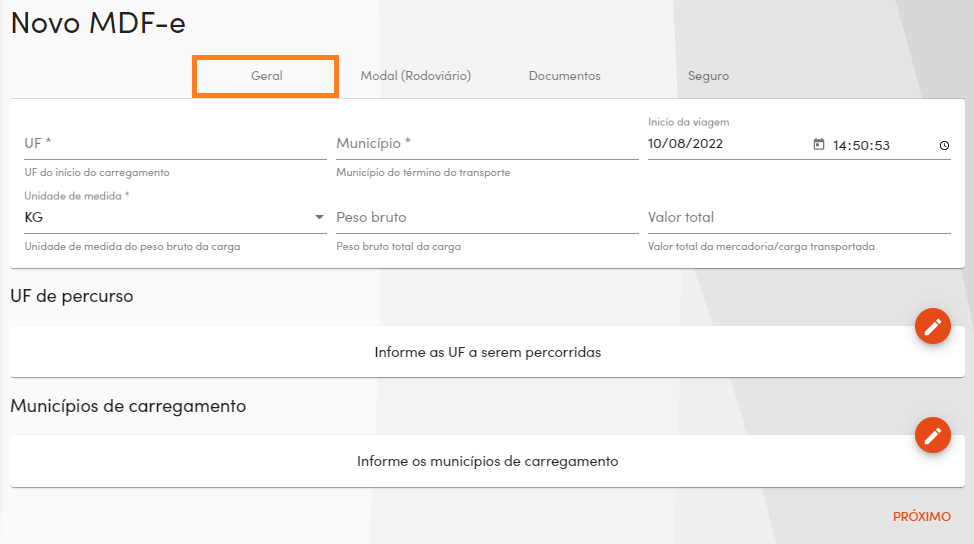 Novo MDF-e
Geral Modal (Rodoviário) Documentos Seguro
Início da viagem
UF * Município * 10/08/2022 14:50:53
UF do início do carregamento Município do término do transporte
Unidade de medida *
KG Peso bruto Valor total
Unidade de medida do peso bruto da carga Peso bruto total da carga Valor total da mercadoria/carga transportada
UF de percurso
Informe as UF a serem percorridas
Municípios de carregamento
Informe os municípios de carregamento
PRÓXIMO